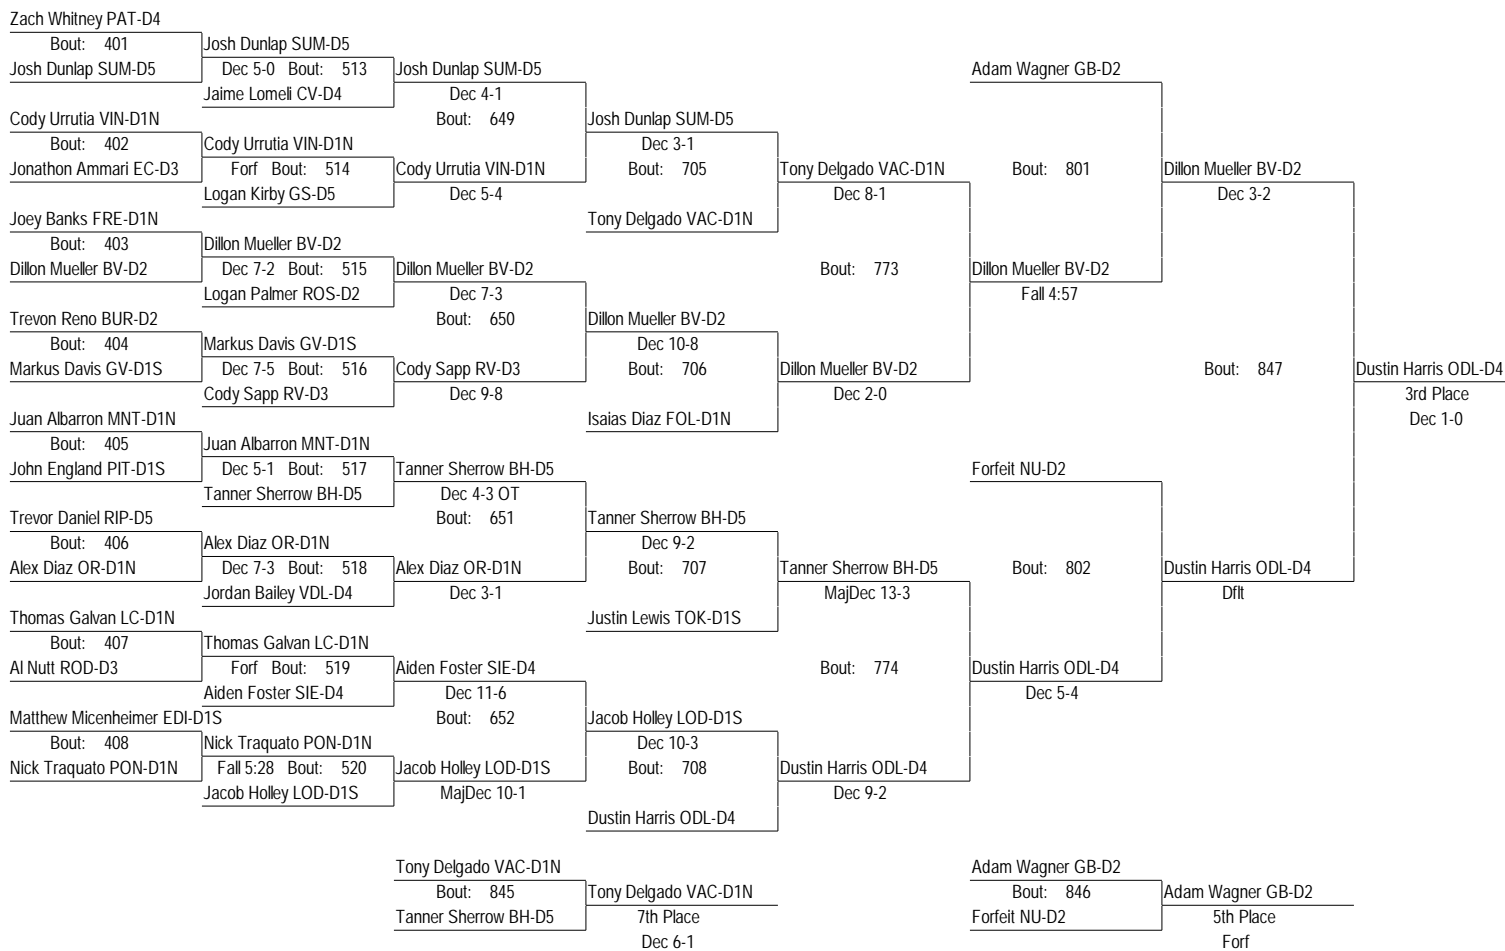 Zach Whitney PAT-D4
Bout: 401
Josh Dunlap SUM-D5
Cody Urrutia VIN-D1N
Bout: 402
Jonathon Ammari EC-D3
Joey Banks FRE-D1N
Bout: 403
Dillon Mueller BV-D2
Trevon Reno BUR-D2
Bout: 404
Markus Davis GV-D1S
Juan Albarron MNT-D1N
Bout: 405
John England PIT-D1S
Trevor Daniel RIP-D5
Bout: 406
Alex Diaz OR-D1N
Thomas Galvan LC-D1N
Bout: 407
Al Nutt ROD-D3
Matthew Micenheimer EDI-D1S
Bout: 408
Nick Traquato PON-D1N
Josh Dunlap SUM-D5
Dec 5-0 Bout: 513
Jaime Lomeli CV-D4
Cody Urrutia VIN-D1N
Forf Bout: 514
Logan Kirby GS-D5
Dillon Mueller BV-D2
Dec 7-2 Bout: 515
Logan Palmer ROS-D2
Markus Davis GV-D1S
Dec 7-5 Bout: 516
Cody Sapp RV-D3
Juan Albarron MNT-D1N
Dec 5-1 Bout: 517
Tanner Sherrow BH-D5
Alex Diaz OR-D1N
Dec 7-3 Bout: 518
Jordan Bailey VDL-D4
Thomas Galvan LC-D1N
Forf Bout: 519
Aiden Foster SIE-D4
Nick Traquato PON-D1N
Fall 5:28 Bout: 520
Jacob Holley LOD-D1S
Josh Dunlap SUM-D5
Dec 4-1
Bout: 649
Cody Urrutia VIN-D1N
Dec 5-4
Dillon Mueller BV-D2
Dec 7-3
Bout: 650
Cody Sapp RV-D3
Dec 9-8
Tanner Sherrow BH-D5
Dec 4-3 OT
Bout: 651
Alex Diaz OR-D1N
Dec 3-1
Aiden Foster SIE-D4
Dec 11-6
Bout: 652
Jacob Holley LOD-D1S
MajDec 10-1
Josh Dunlap SUM-D5
Dec 3-1
Bout: 705
Tony Delgado VAC-D1N
Dillon Mueller BV-D2
Dec 10-8
Bout: 706
Isaias Diaz FOL-D1N
Tanner Sherrow BH-D5
Dec 9-2
Bout: 707
Justin Lewis TOK-D1S
Jacob Holley LOD-D1S
Dec 10-3
Bout: 708
Dustin Harris ODL-D4
Tony Delgado VAC-D1N
Dec 8-1
Bout: 773
Dillon Mueller BV-D2
Dec 2-0
Tanner Sherrow BH-D5
MajDec 13-3
Bout: 774
Dustin Harris ODL-D4
Dec 9-2
Adam Wagner GB-D2
Bout: 801
Dillon Mueller BV-D2
Fall 4:57
Forfeit NU-D2
Bout: 802
Dustin Harris ODL-D4
Dec 5-4
Dillon Mueller BV-D2
Dec 3-2
Bout: 847
Dustin Harris ODL-D4
Dflt
Dustin Harris ODL-D4
3rd Place
Dec 1-0
Tony Delgado VAC-D1N
Bout: 845
Tanner Sherrow BH-D5
Tony Delgado VAC-D1N
7th Place
Dec 6-1
Adam Wagner GB-D2
Bout: 846
Forfeit NU-D2
Adam Wagner GB-D2
5th Place
Forf